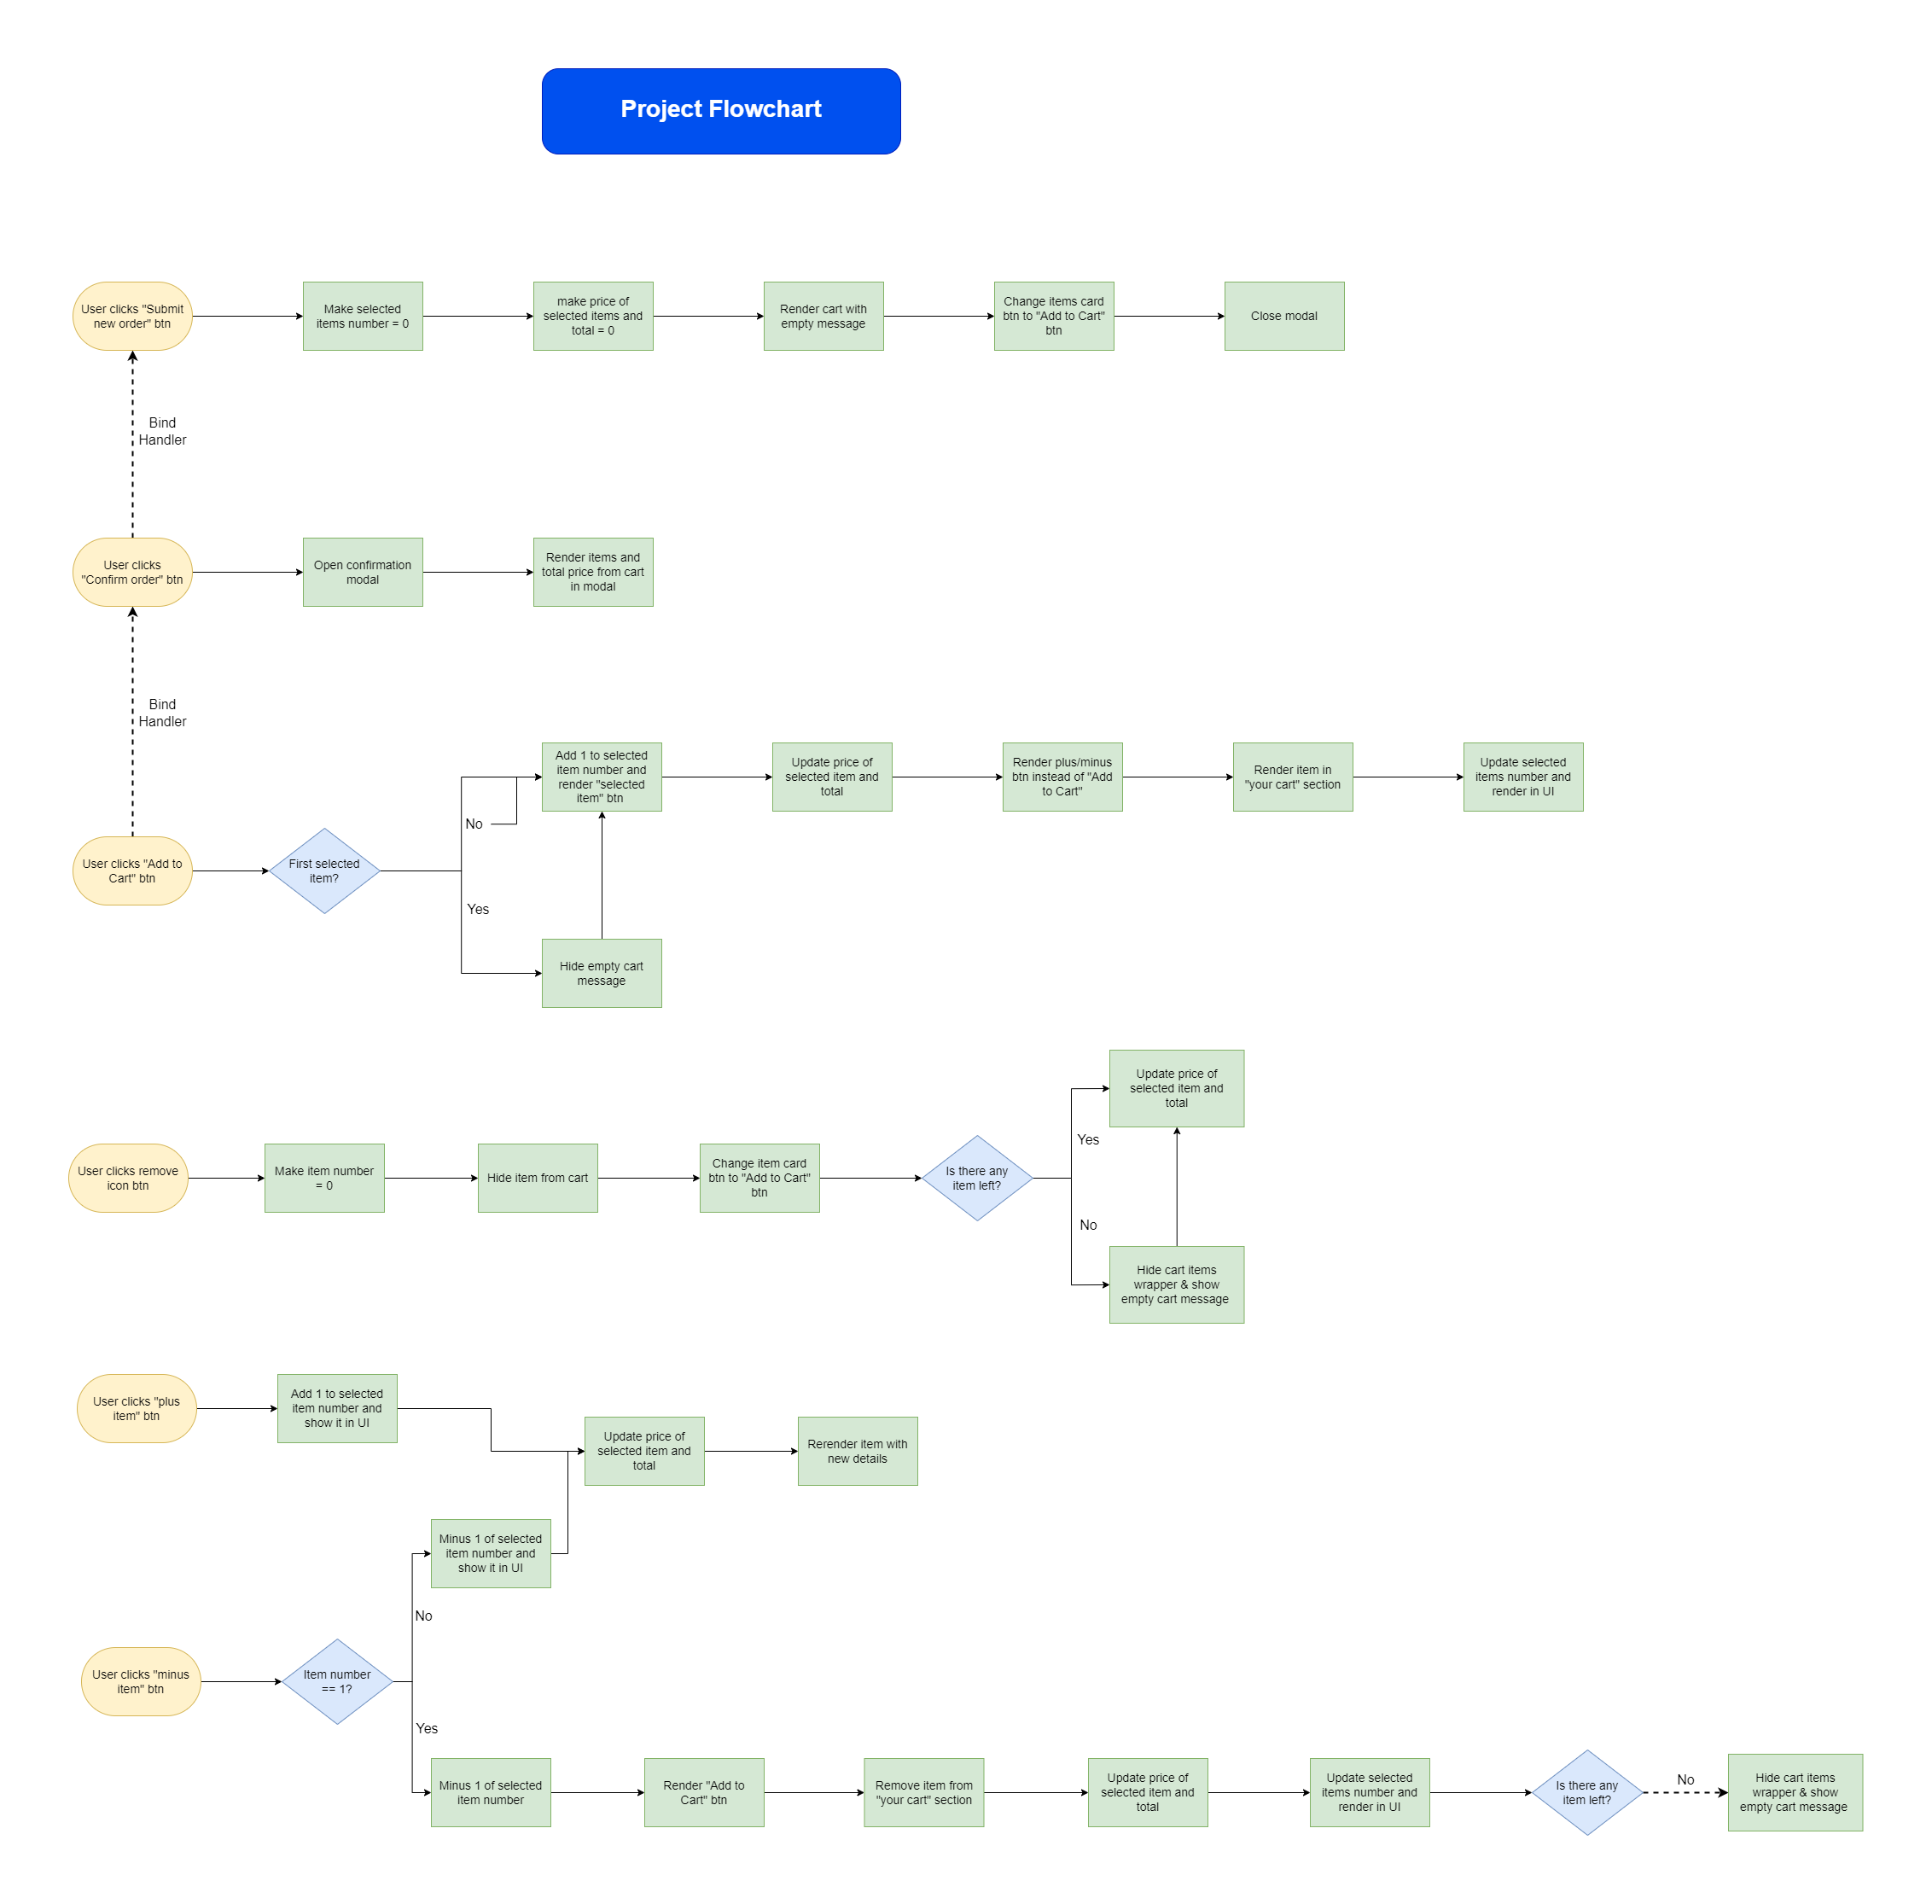 Project Flowchart
User clicks "Submit
new order" btn
Make selected
items number = 0
make price of
selected items and
total = 0
Render cart with
empty message
Change items card
btn to "Add to Cart"
btn
Close modal
Bind
Handler
User clicks
"Confirm order" btn
Open confirmation
modal
Render items and
total price from cart
in modal
Bind
Handler
Add 1 to selected
item number and
render "selected
item" btn
Update price of
selected item and
total
Render plus/minus
btn instead of "Add
to Cart"
Render item in
"your cart" section
Update selected
items number and
render in UI
No
User clicks "Add to
Cart" btn
First selected
item?
Yes
Hide empty cart
message
Update price of
selected item and
total
Yes
User clicks remove
icon btn
Make item number
= 0
Hide item from cart
Change item card
btn to "Add to Cart"
btn
Is there any
item left?
No
Hide cart items
wrapper & show
empty cart message
User clicks "plus
item" btn
Add 1 to selected
item number and
show it in UI
Update price of
selected item and
total
Rerender item with
new details
Minus 1 of selected
item number and
show it in UI
No
User clicks "minus
item" btn
Item number
== 1?
Yes
Minus 1 of selected
item number
Render "Add to
Cart" btn
Remove item from
"your cart" section
Update price of
selected item and
total
Update selected
items number and
render in UI
Is there any
item left?
No
Hide cart items
wrapper & show
empty cart message